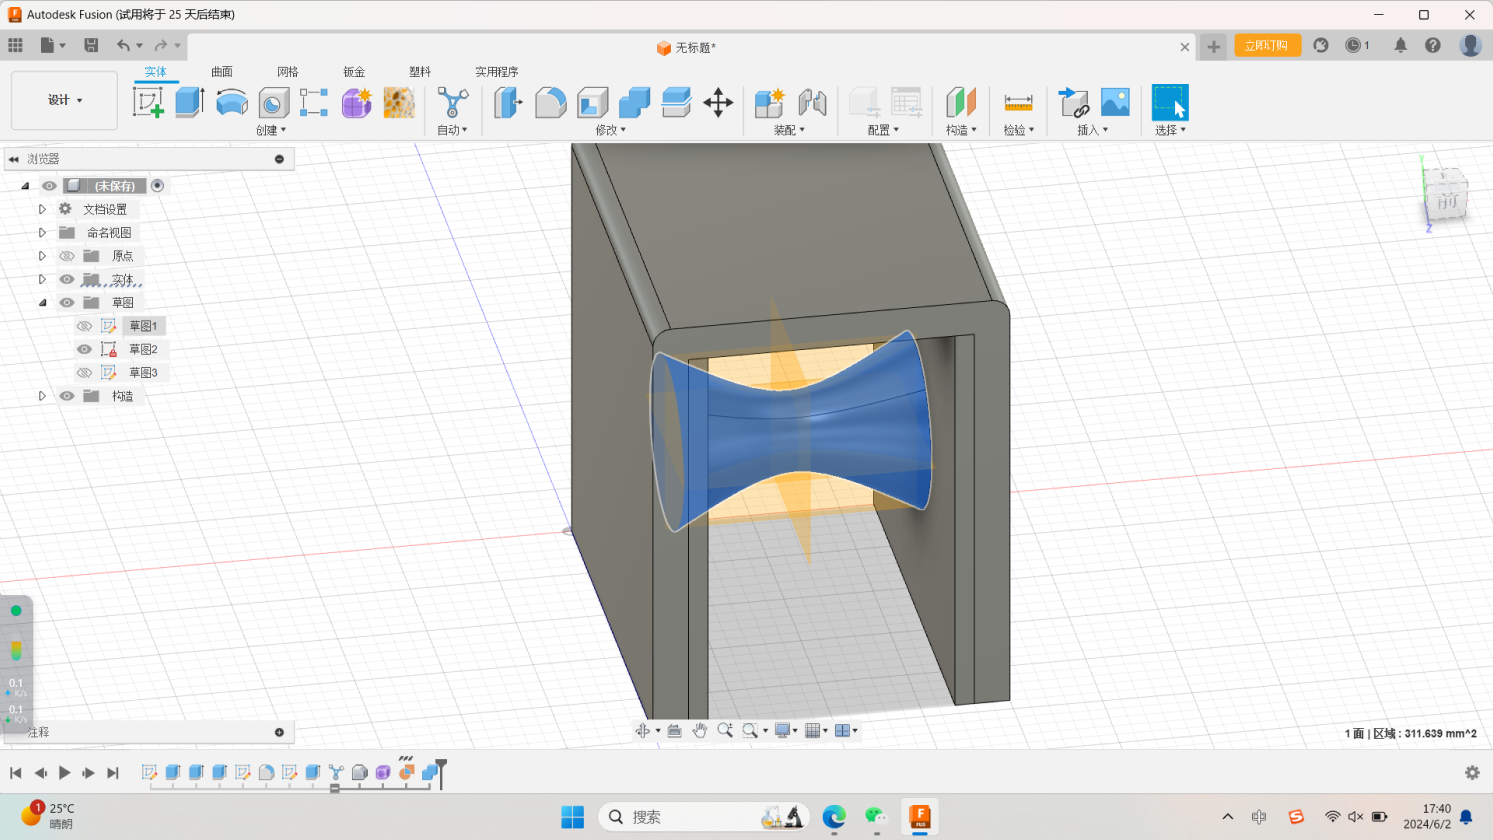 Autodesk Fusion (试用将于 25 天后结束)
无标题*
立即订购
1
设计
实体
曲面
网格
钣金
塑料
实用程序
创建
自动
修改
装配
配置
构造
检验
插入
选择
浏览器
(未保存)
文档设置
命名视图
原点
实体
草图
草图1
草图2
草图3
构造
Y
前
Z
0.1
K/s
0.1
K/s
注释
1 面 | 区域 : 311.639 mm^2
1
25°C
晴朗
搜索
F
FUS
中
S
17:40
2024/6/2